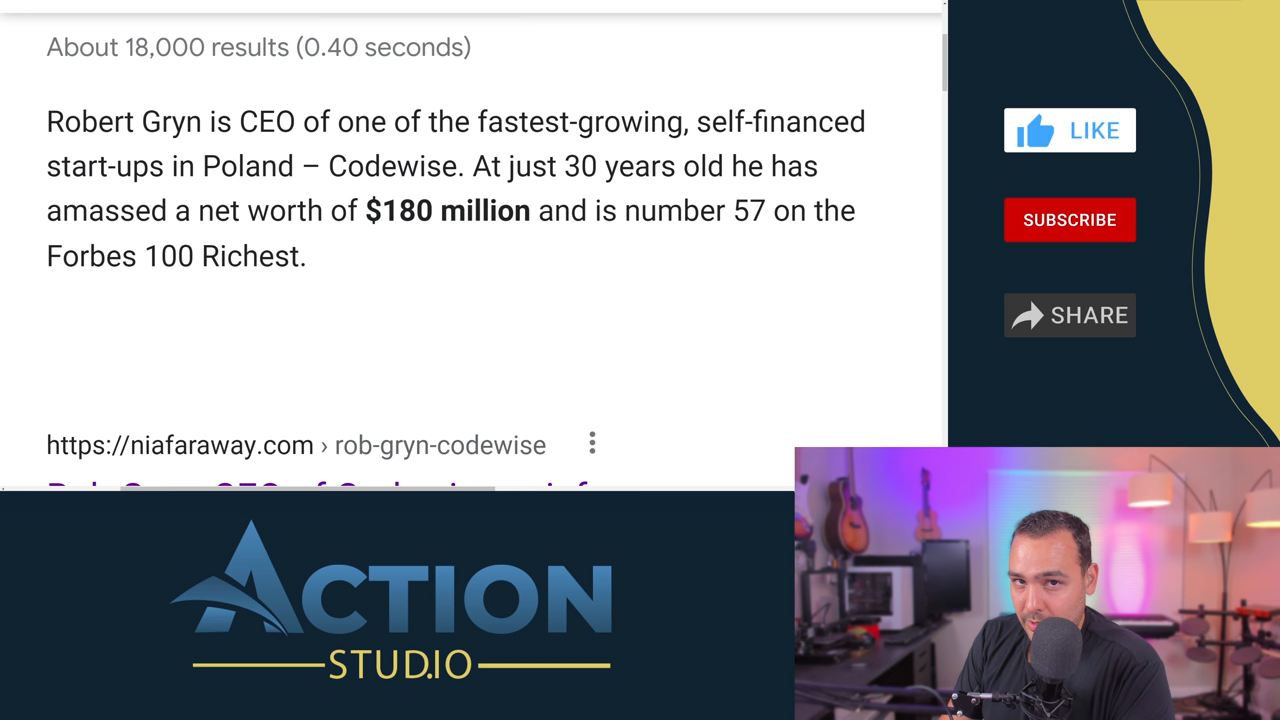 About 18,000 results (0.40 seconds)
Robert Gryn is CEO of one of the fastest-growing, self-financed
start-ups in Poland – Codewise. At just 30 years old he has
amassed a net worth of $180 million and is number 57 on the
Forbes 100 Richest.
https://niafaraway.com › rob-gryn-codewise
LIKE
SUBSCRIBE
SHARE
ACTION
STUD.IO